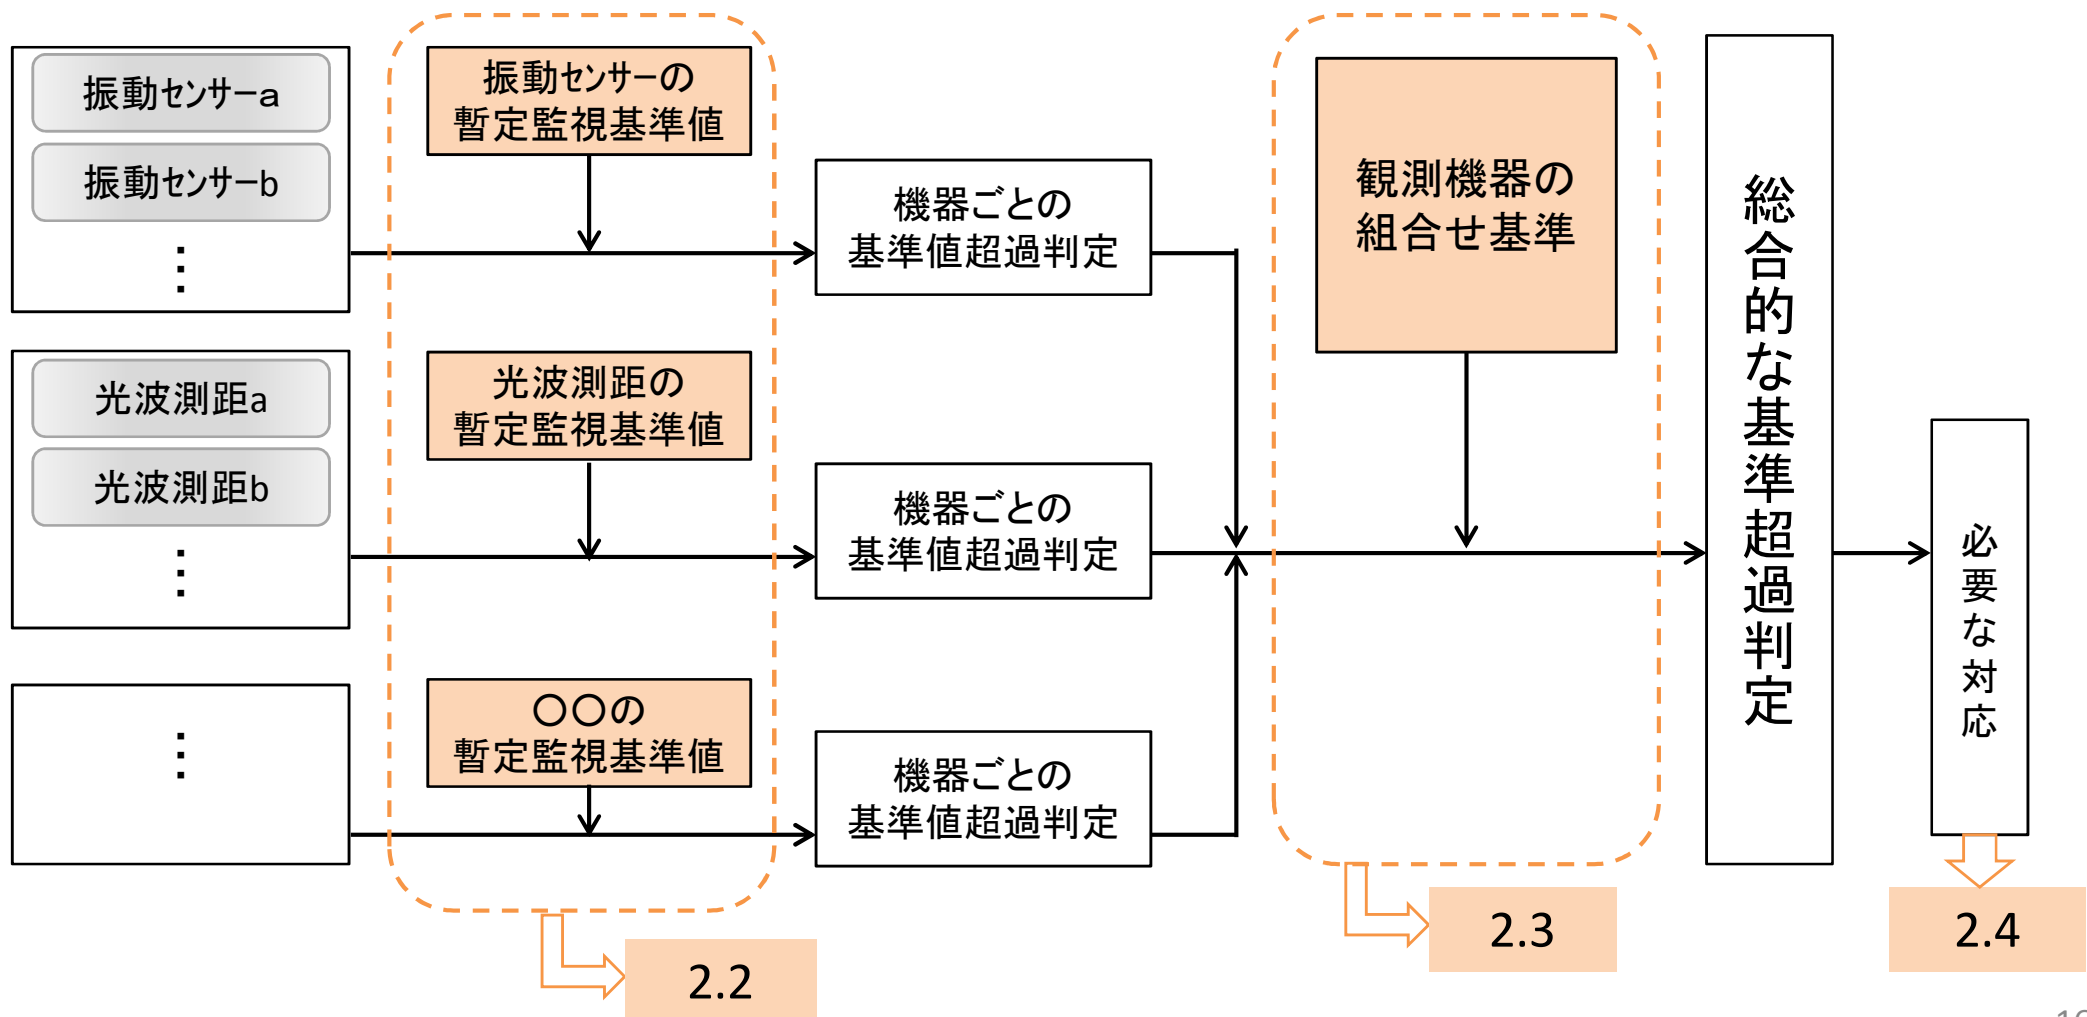 振動センサーa
振動センサーb
⋮
光波測距a
光波測距b
⋮
⋮
振動センサーの
暫定監視基準値
光波測距の
暫定監視基準値
〇〇の
暫定監視基準値
機器ごとの
基準値超過判定
機器ごとの
基準値超過判定
機器ごとの
基準値超過判定
観測機器の
組合せ基準
総合的な基準超過判定
必要な対応
2.2
2.3
2.4